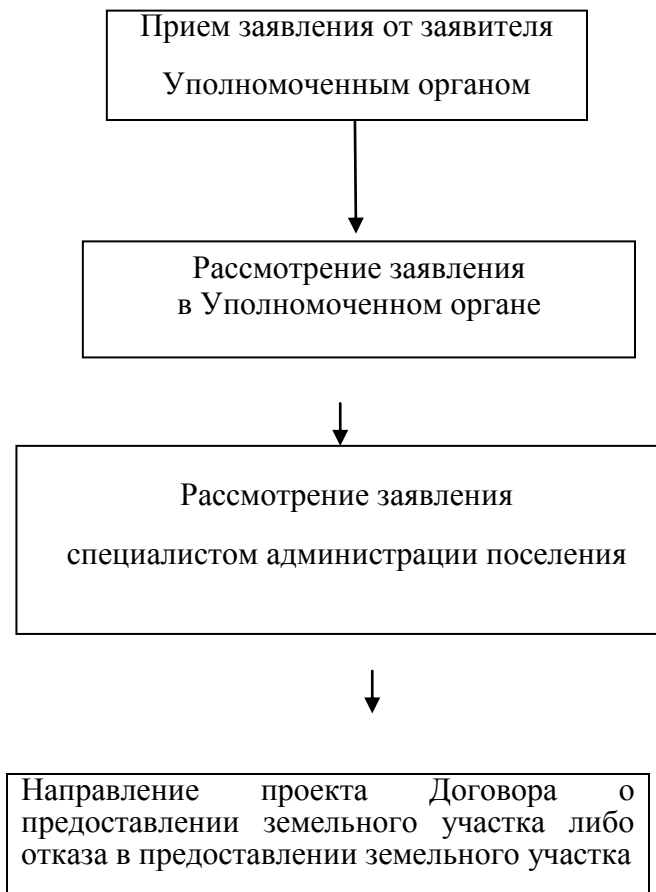 Прием заявления от заявителя
Уполномоченным органом
Рассмотрение заявления
в Уполномоченном органе
Рассмотрение заявления
специалистом администрации поселения
Направление проекта Договора о
предоставлении земельного участка либо
отказа в предоставлении земельного участка